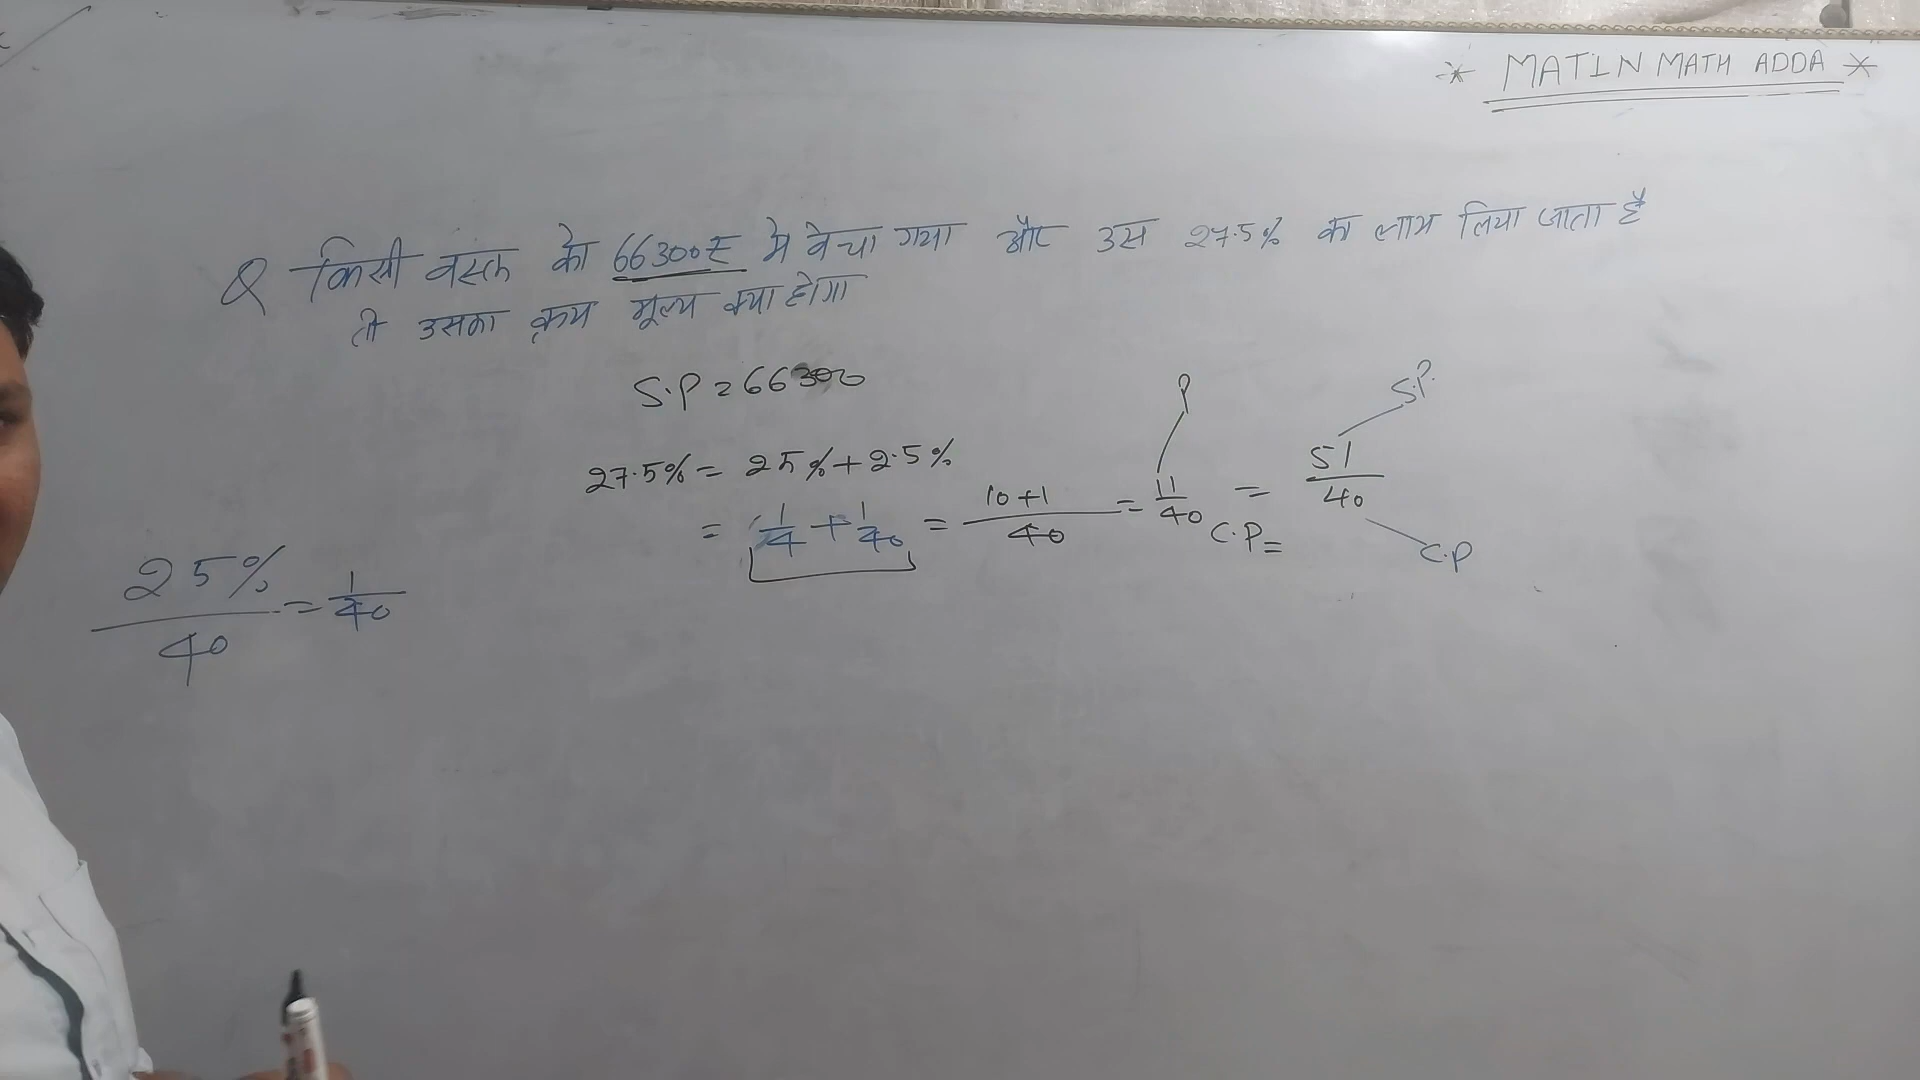 * MATIN MATH ADDA *
Q किसी वस्तु को 66300₹ मे बेचा गया और उस 27.5% का लाभ लिया जाता है
तो उसका क्रय मूल्य क्या होगा
S.P = 66300
27.5% = 25% + 2.5%
= 1/4 + 1/40 = 10+1/40 = 11/40 = 51/40
P
S.P.
C.P =
C.P
25%/40 = 1/40